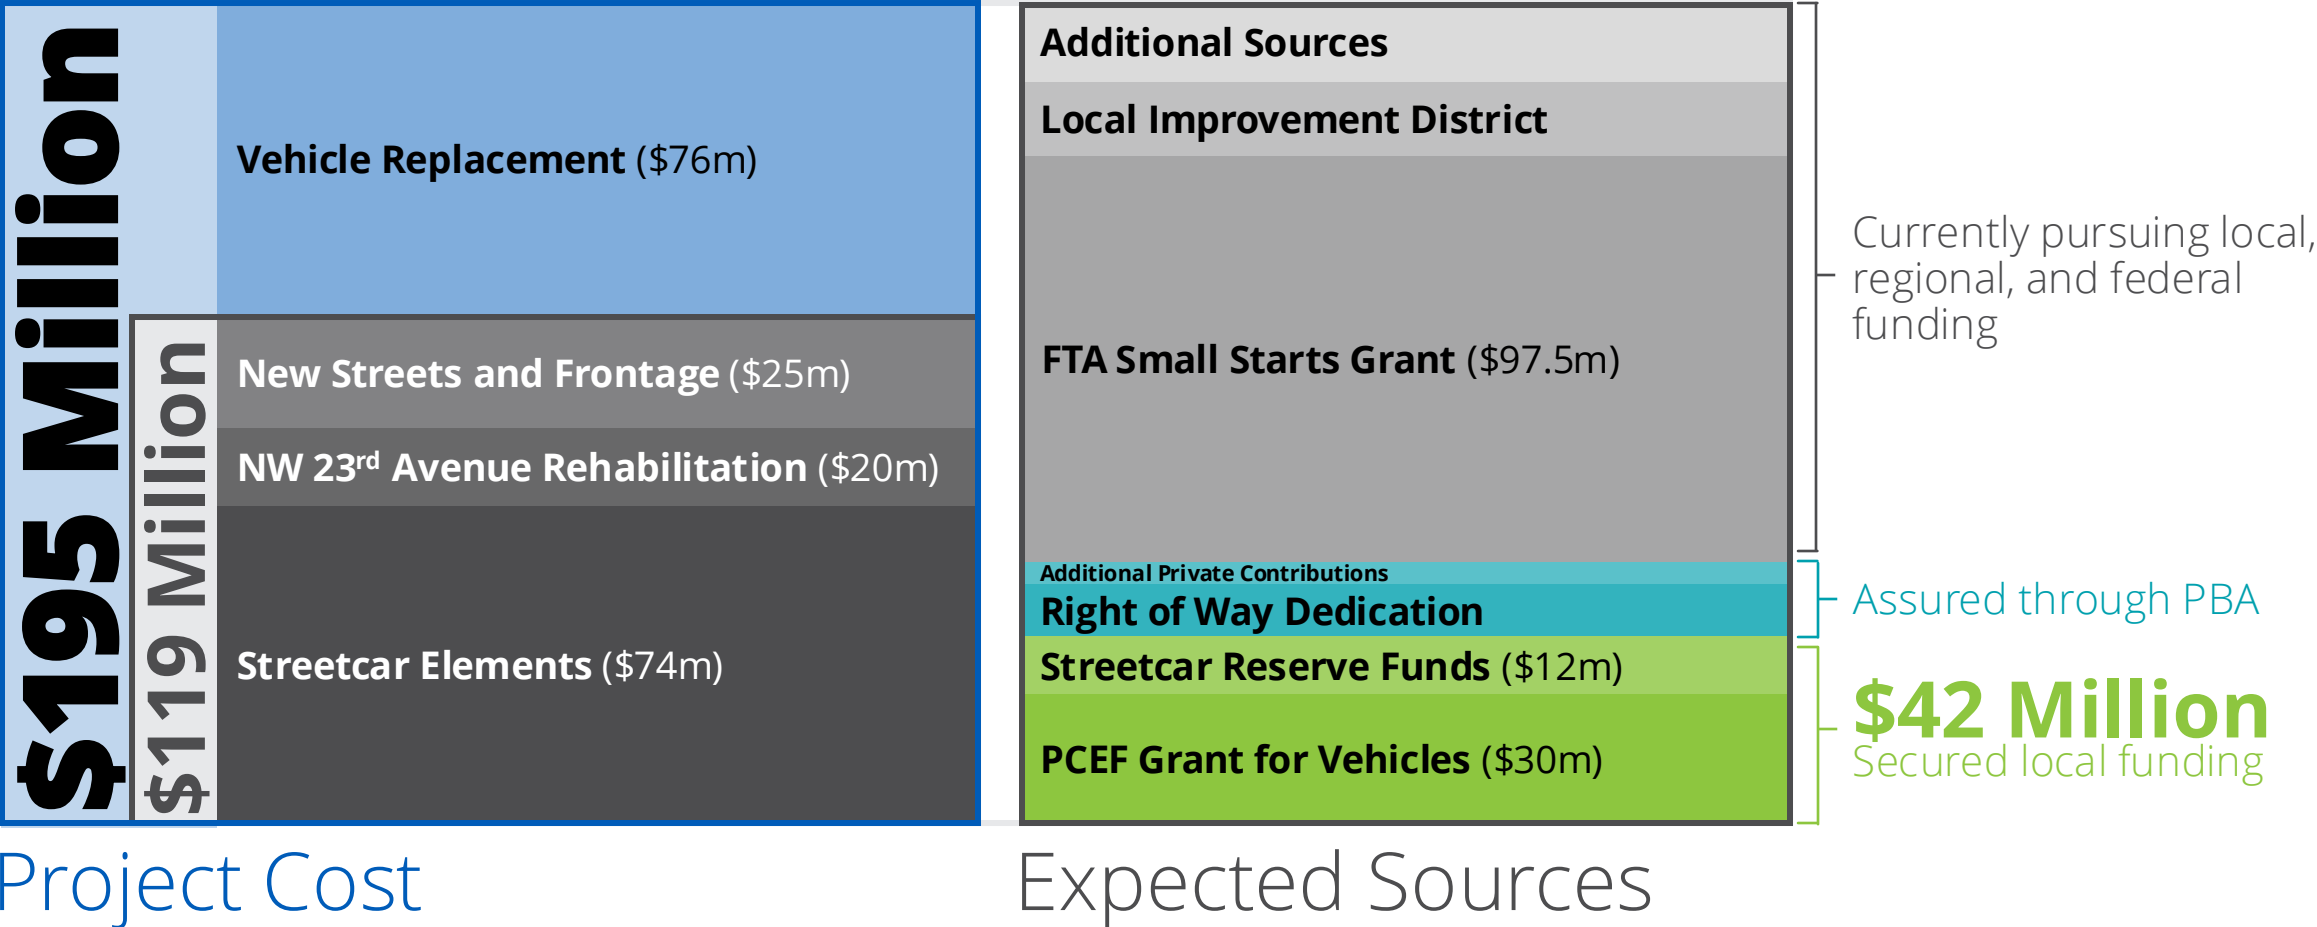 $195 Million
$119 Million
Vehicle Replacement ($76m)
New Streets and Frontage ($25m)
NW 23rd Avenue Rehabilitation ($20m)
Streetcar Elements ($74m)
Project Cost
Additional Sources
Local Improvement District
FTA Small Starts Grant ($97.5m)
Additional Private Contributions
Right of Way Dedication
Streetcar Reserve Funds ($12m)
PCEF Grant for Vehicles ($30m)
Expected Sources
Currently pursuing local,
regional, and federal
funding
Assured through PBA
$42 Million
Secured local funding